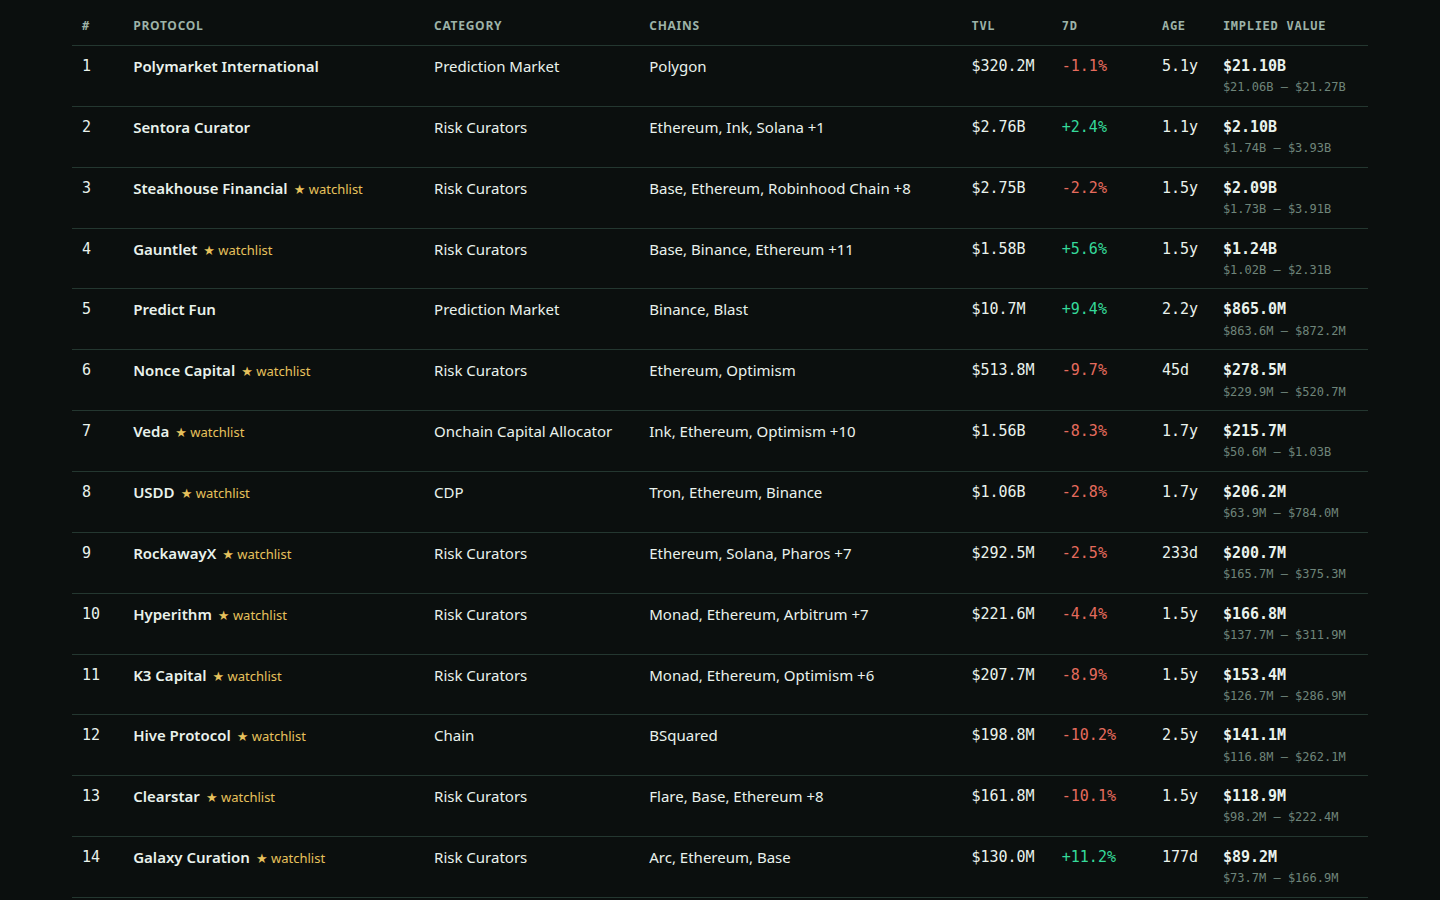 # PROTOCOL CATEGORY CHAINS TVL 7D AGE IMPLIED VALUE
1 Polymarket International Prediction Market Polygon $320.2M -1.1% 5.1y $21.10B
$21.06B — $21.27B
2 Sentora Curator Risk Curators Ethereum, Ink, Solana +1 $2.76B +2.4% 1.1y $2.10B
$1.74B — $3.93B
3 Steakhouse Financial ★ watchlist Risk Curators Base, Ethereum, Robinhood Chain +8 $2.75B -2.2% 1.5y $2.09B
$1.73B — $3.91B
4 Gauntlet ★ watchlist Risk Curators Base, Binance, Ethereum +11 $1.58B +5.6% 1.5y $1.24B
$1.02B — $2.31B
5 Predict Fun Prediction Market Binance, Blast $10.7M +9.4% 2.2y $865.0M
$863.6M — $872.2M
6 Nonce Capital ★ watchlist Risk Curators Ethereum, Optimism $513.8M -9.7% 45d $278.5M
$229.9M — $520.7M
7 Veda ★ watchlist Onchain Capital Allocator Ink, Ethereum, Optimism +10 $1.56B -8.3% 1.7y $215.7M
$50.6M — $1.03B
8 USDD ★ watchlist CDP Tron, Ethereum, Binance $1.06B -2.8% 1.7y $206.2M
$63.9M — $784.0M
9 RockawayX ★ watchlist Risk Curators Ethereum, Solana, Pharos +7 $292.5M -2.5% 233d $200.7M
$165.7M — $375.3M
10 Hyperithm ★ watchlist Risk Curators Monad, Ethereum, Arbitrum +7 $221.6M -4.4% 1.5y $166.8M
$137.7M — $311.9M
11 K3 Capital ★ watchlist Risk Curators Monad, Ethereum, Optimism +6 $207.7M -8.9% 1.5y $153.4M
$126.7M — $286.9M
12 Hive Protocol ★ watchlist Chain BSquared $198.8M -10.2% 2.5y $141.1M
$116.8M — $262.1M
13 Clearstar ★ watchlist Risk Curators Flare, Base, Ethereum +8 $161.8M -10.1% 1.5y $118.9M
$98.2M — $222.4M
14 Galaxy Curation ★ watchlist Risk Curators Arc, Ethereum, Base $130.0M +11.2% 177d $89.2M
$73.7M — $166.9M